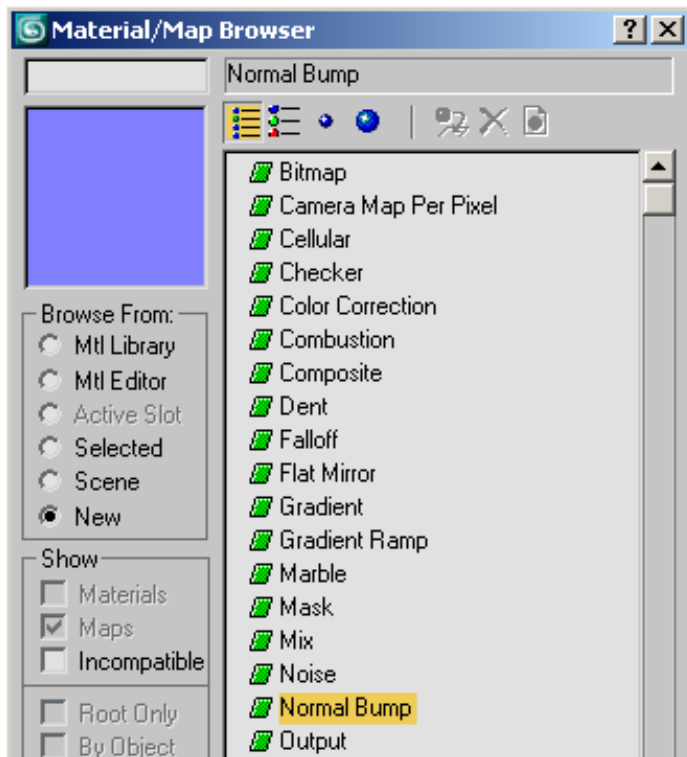 Material/Map Browser
Normal Bump
Bitmap
Camera Map Per Pixel
Cellular
Checker
Color Correction
Combustion
Composite
Dent
Falloff
Flat Mirror
Gradient
Gradient Ramp
Marble
Mask
Mix
Noise
Normal Bump
Output
Browse From:
Mtl Library
Mtl Editor
Active Slot
Selected
Scene
New
Show
Materials
Maps
Incompatible
Root Only
By Object